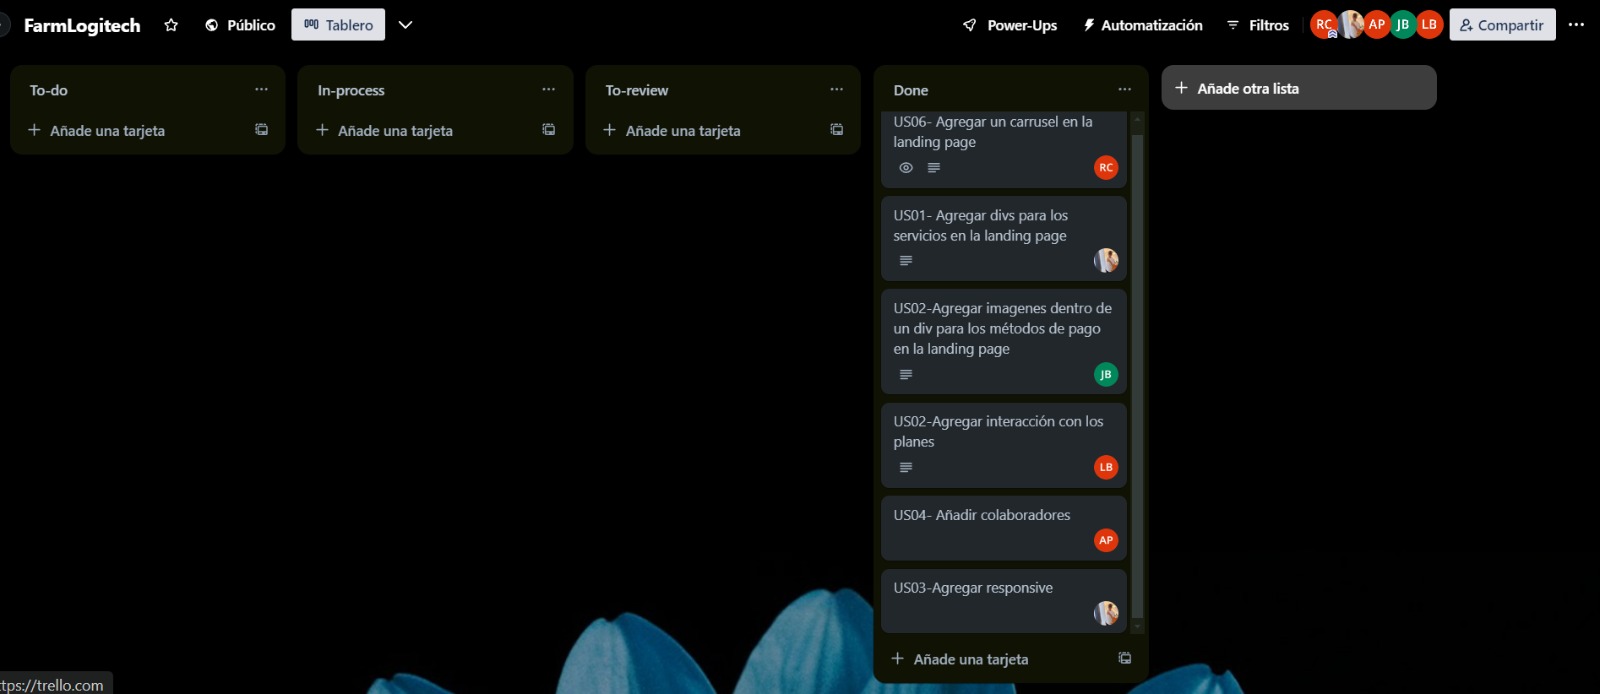 FarmLogitech
Público
Tablero
Power-Ups
Automatización
Filtros
RC
AP
JB
LB
Compartir
To-do
Añade una tarjeta
In-process
Añade una tarjeta
To-review
Añade una tarjeta
Done
US06- Agregar un carrusel en la
landing page
RC
US01- Agregar divs para los
servicios en la landing page
US02-Agregar imagenes dentro de
un div para los métodos de pago
en la landing page
JB
US02-Agregar interacción con los
planes
LB
US04- Añadir colaboradores
AP
US03-Agregar responsive
Añade una tarjeta
Añade otra lista
ttps://trello.com